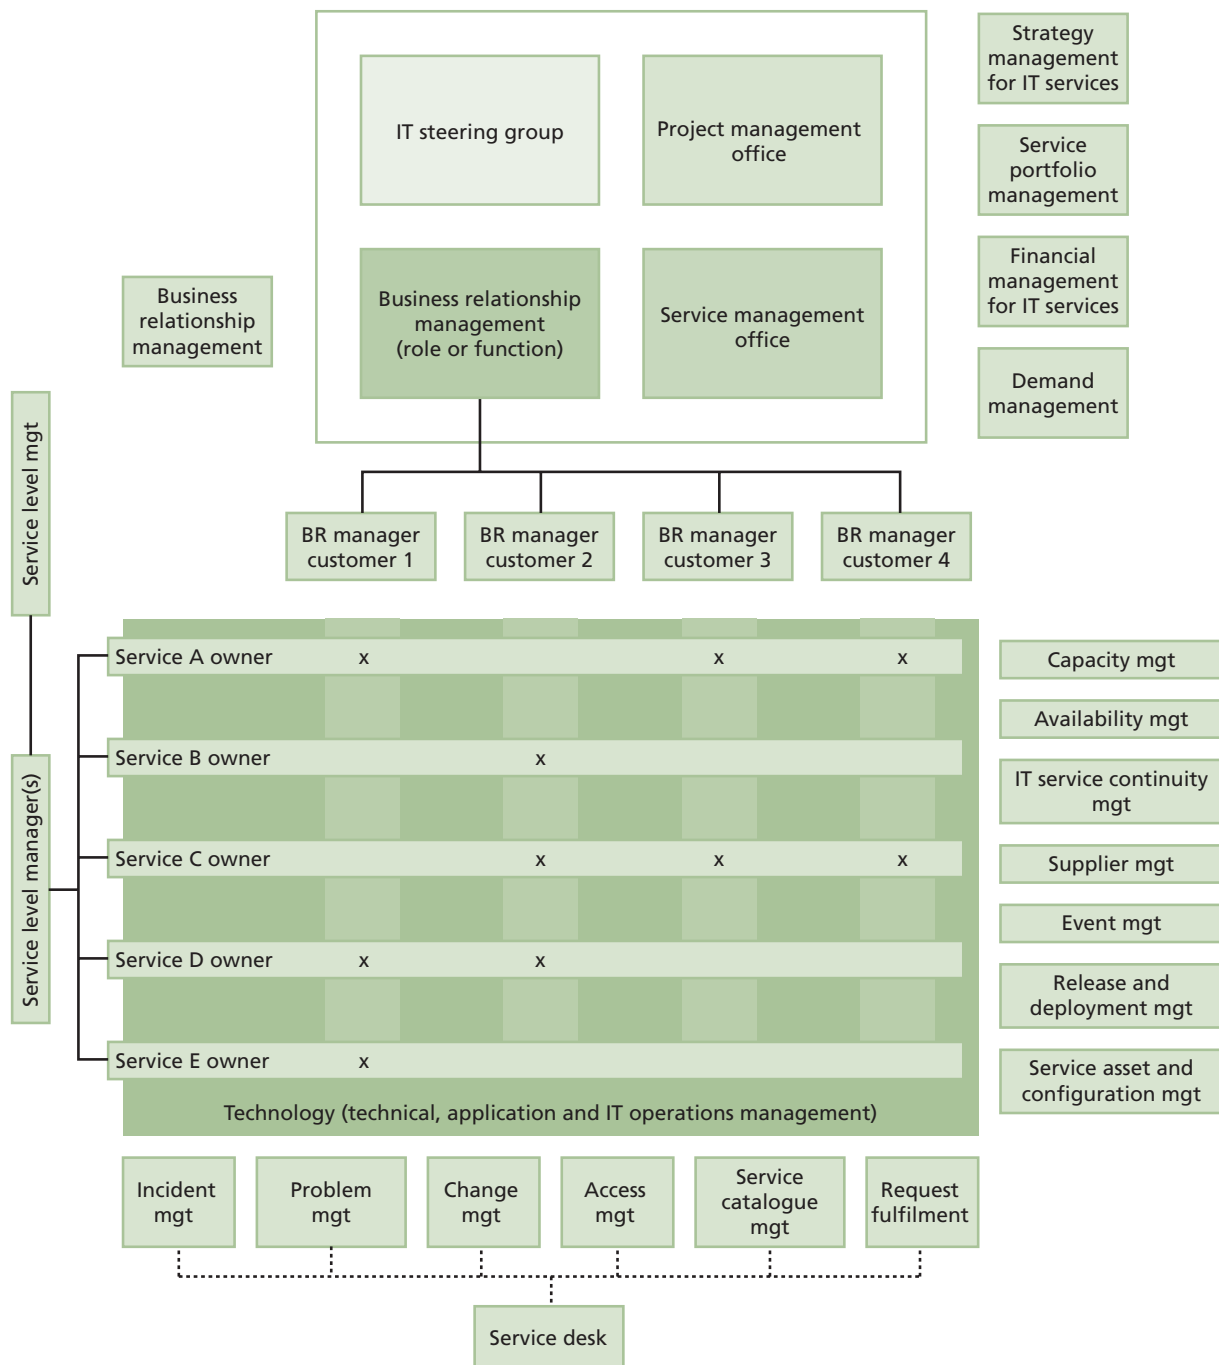 Strategy
management
for IT services
IT steering group
Project management
office
Service
portfolio
management
Financial
management
for IT services
Business
relationship
management
Business relationship
management
(role or function)
Service management
office
Demand
management
Service level mgt
BR manager
customer 1
BR manager
customer 2
BR manager
customer 3
BR manager
customer 4
Service level manager(s)
Service A owner x x x
Service B owner x
Service C owner x x x
Service D owner x x
Service E owner x
Technology (technical, application and IT operations management)
Capacity mgt
Availability mgt
IT service continuity
mgt
Supplier mgt
Event mgt
Release and
deployment mgt
Service asset and
configuration mgt
Incident
mgt
Problem
mgt
Change
mgt
Access
mgt
Service
catalogue
mgt
Request
fulfilment
Service desk